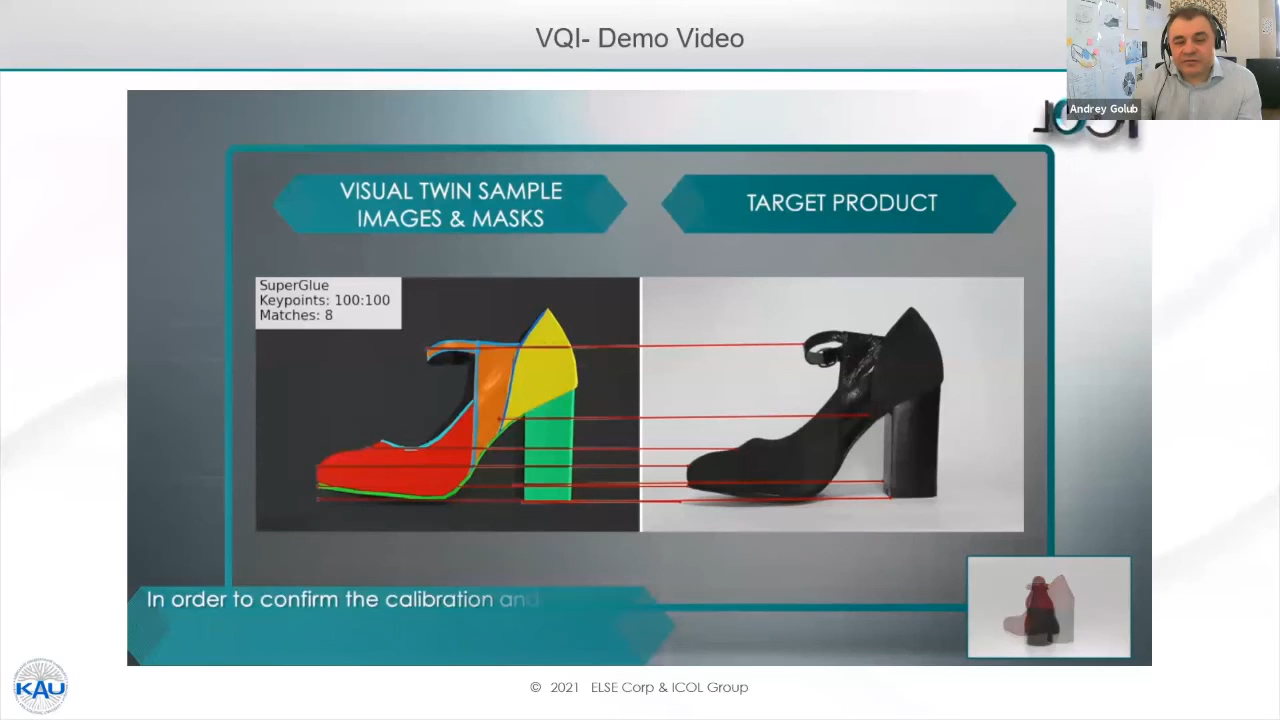 VQI- Demo Video
Andrey Golub
ICOL
VISUAL TWIN SAMPLE
IMAGES & MASKS
TARGET PRODUCT
SuperGlue
Keypoints: 100:100
Matches: 8
In order to confirm the calibration and
KAU
© 2021 ELSE Corp & ICOL Group